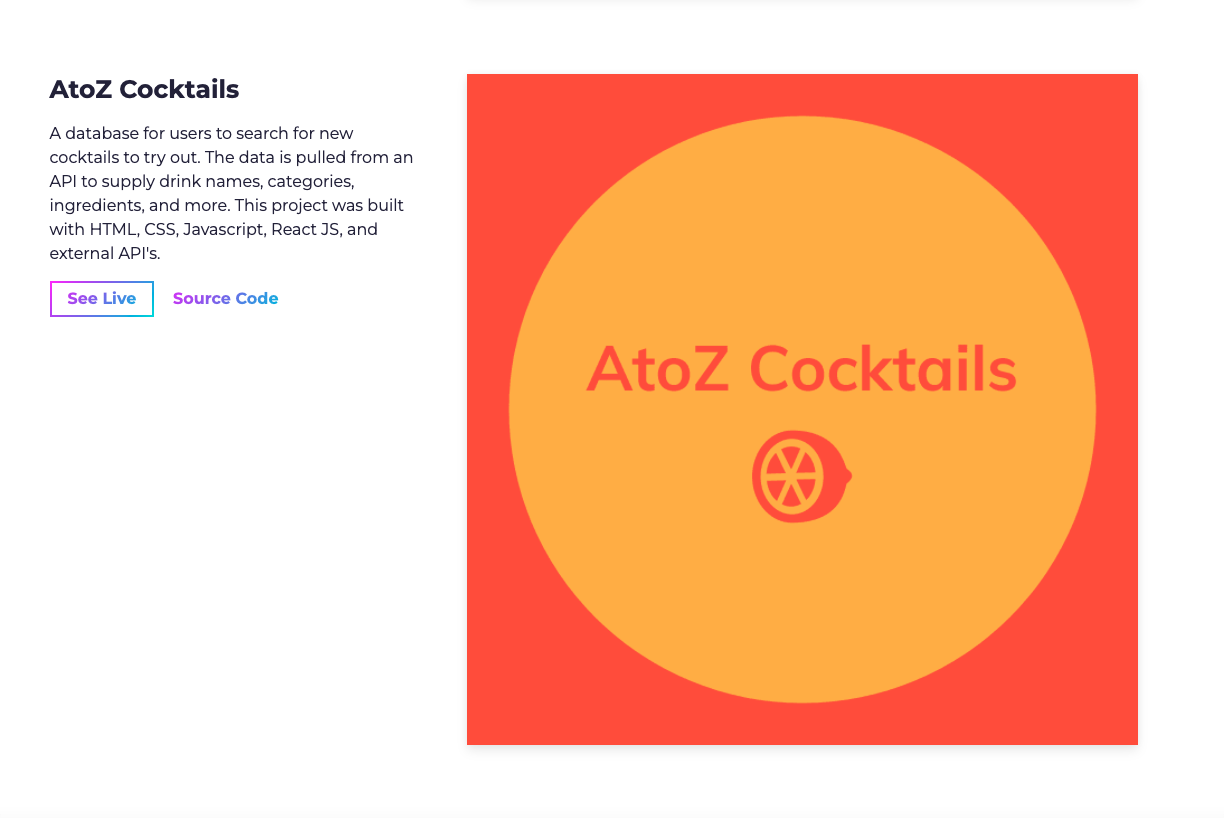 AtoZ Cocktails
A database for users to search for new
cocktails to try out. The data is pulled from an
API to supply drink names, categories,
ingredients, and more. This project was built
with HTML, CSS, Javascript, React JS, and
external API's.
See Live
Source Code
AtoZ Cocktails